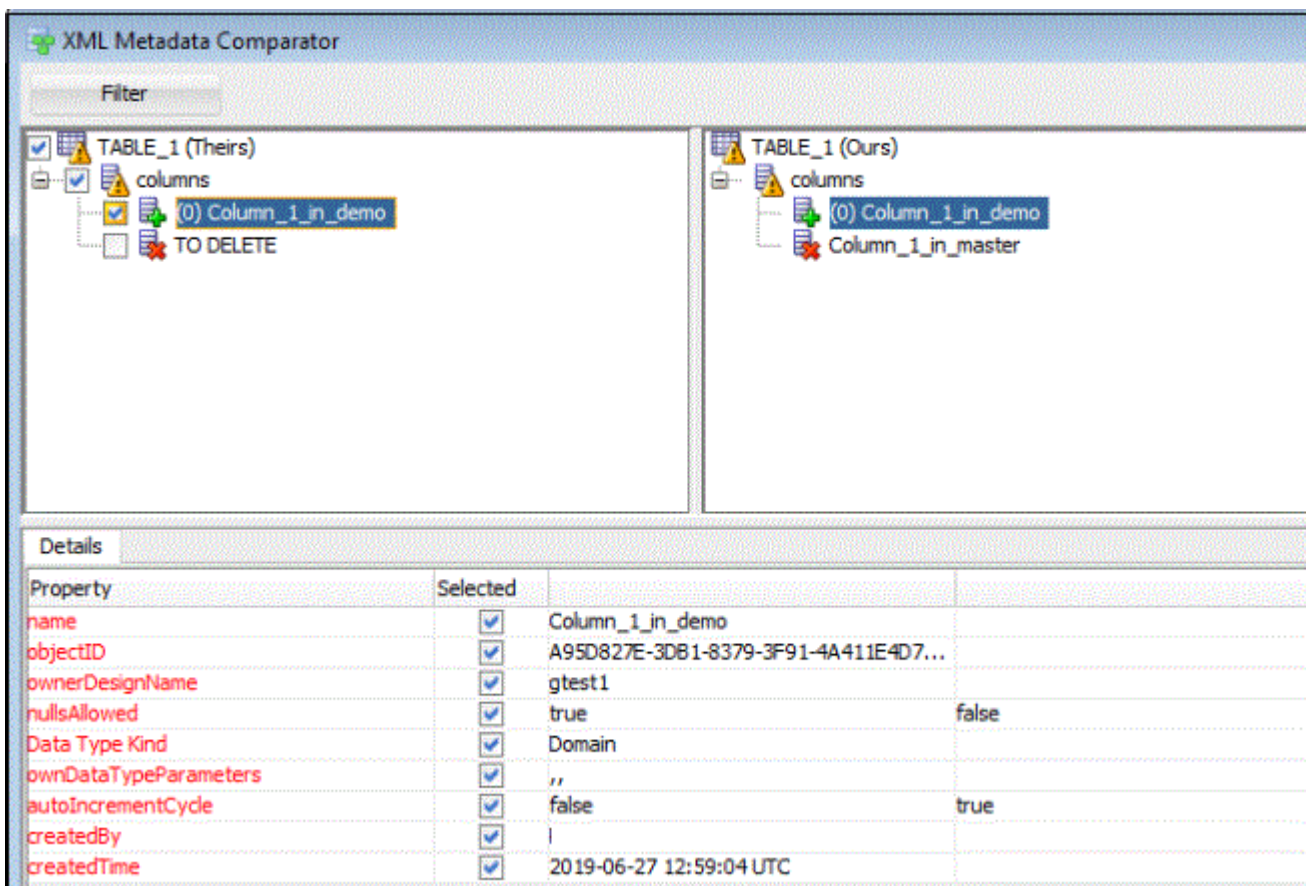 XML Metadata Comparator
Filter
TABLE_1 (Theirs)
columns
(0) Column_1_in_demo
TO DELETE
TABLE_1 (Ours)
columns
(0) Column_1_in_demo
Column_1_in_master
Details
Property Selected
name Column_1_in_demo
objectID A95D827E-3DB1-8379-3F91-4A411E4D7...
ownerDesignName gtest1
nullsAllowed true false
Data Type Kind Domain
ownDataTypeParameters ,,
autoIncrementCycle false true
createdBy
createdTime 2019-06-27 12:59:04 UTC